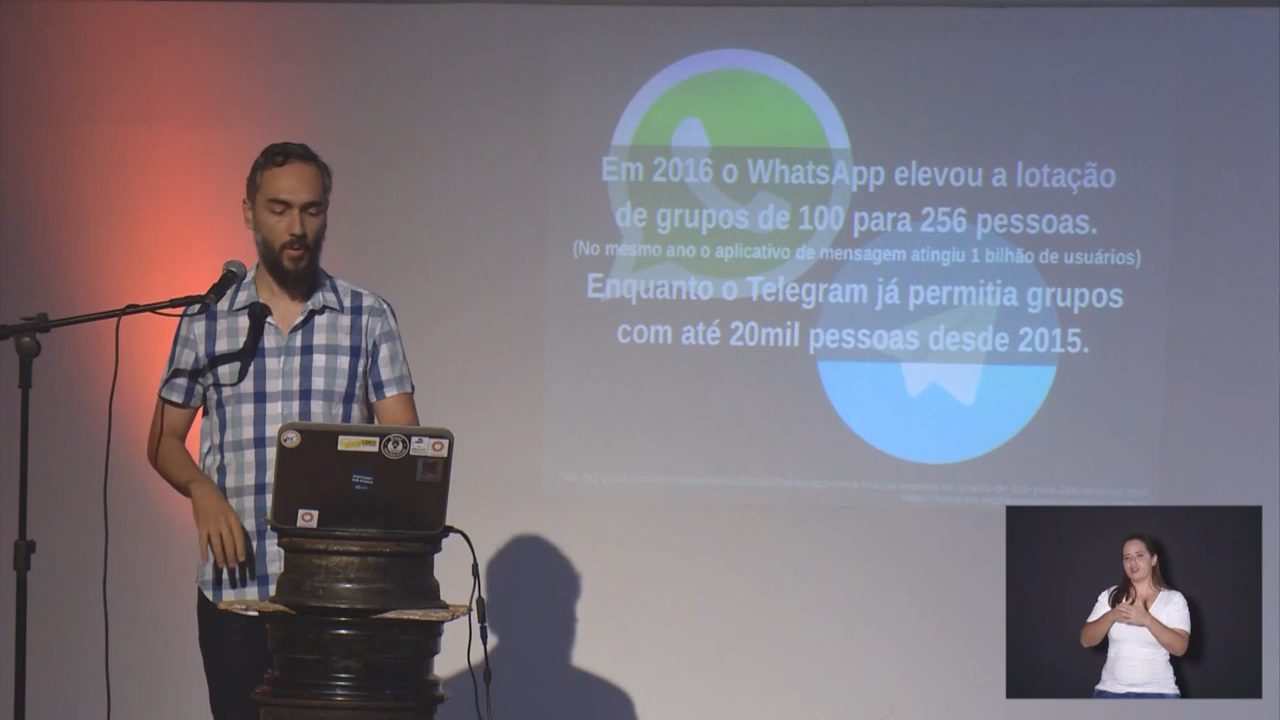 Em 2016 o WhatsApp elevou a lotação
de grupos de 100 para 256 pessoas.
(No mesmo ano o aplicativo de mensagem atingiu 1 bilhão de usuários)
Enquanto o Telegram já permitia grupos
com até 20mil pessoas desde 2015.